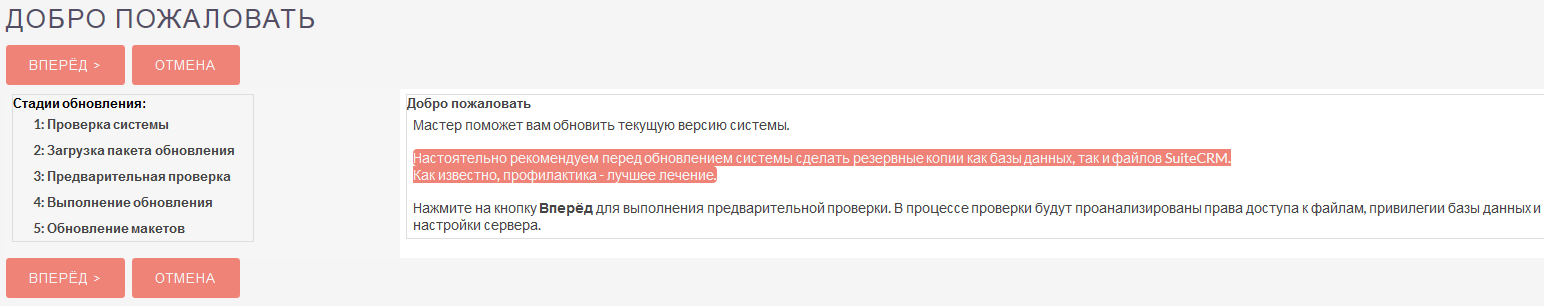 ДОБРО ПОЖАЛОВАТЬ
ВПЕРЁД > ОТМЕНА
Стадии обновления:
1: Проверка системы
2: Загрузка пакета обновления
3: Предварительная проверка
4: Выполнение обновления
5: Обновление макетов
Добро пожаловать
Мастер поможет вам обновить текущую версию системы.
Настоятельно рекомендуем перед обновлением системы сделать резервные копии как базы данных, так и файлов SuiteCRM.
Как известно, профилактика - лучшее лечение.
Нажмите на кнопку Вперёд для выполнения предварительной проверки. В процессе проверки будут проанализированы права доступа к файлам, привилегии базы данных и
настройки сервера.
ВПЕРЁД > ОТМЕНА